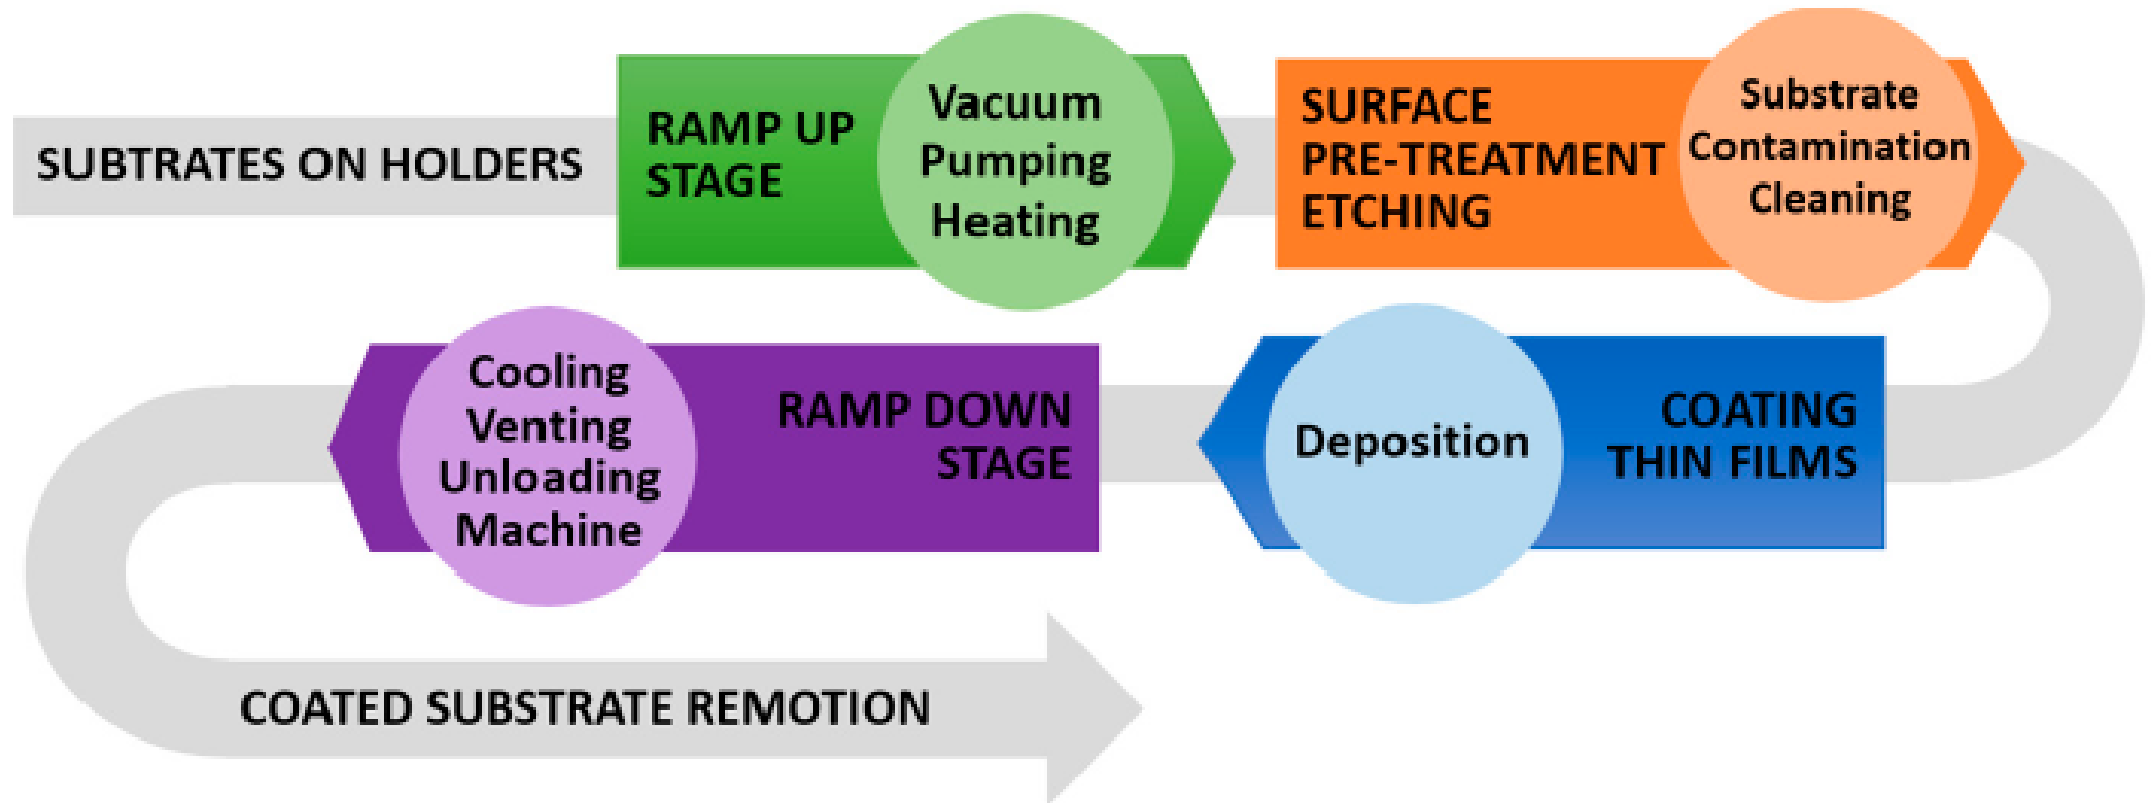 SUBTRATES ON HOLDERS
RAMP UP
STAGE
Vacuum
Pumping
Heating
SURFACE
PRE-TREATMENT
ETCHING
Substrate
Contamination
Cleaning
COATING
THIN FILMS
Deposition
RAMP DOWN
STAGE
Cooling
Venting
Unloading
Machine
COATED SUBSTRATE REMOTION